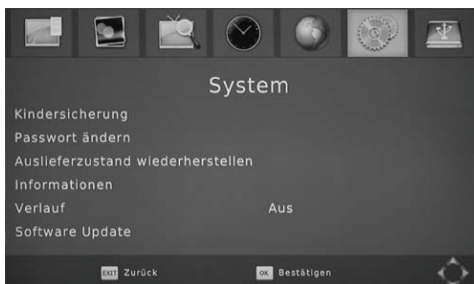 System
Kindersicherung
Passwort ändern
Auslieferzustand wiederherstellen
Informationen
Verlauf Aus
Software Update
EXIT Zurück OK Bestätigen